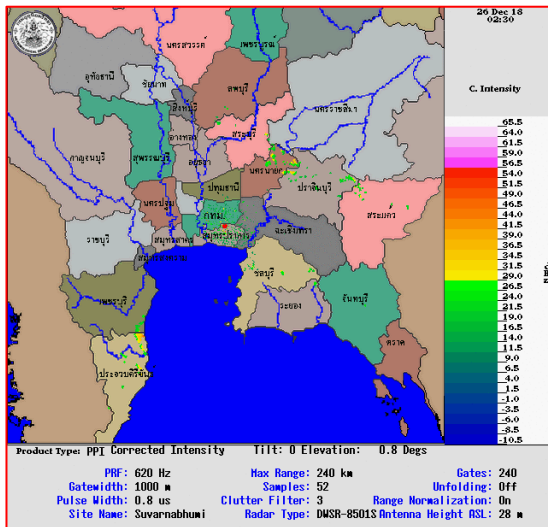 26 Dec 18
02:30
C. Intensity
65.5
64.0
61.5
59.0
56.5
54.0
51.5
49.0
46.5
44.0
41.5
39.0
36.5
34.0
31.5
29.0
26.5
24.0
21.5
19.0
16.5
14.0
11.5
9.0
6.5
4.0
1.5
-1.0
-3.5
-6.0
-8.5
-10.5
นครสวรรค์
เพชรบูรณ์
อุทัยธานี
ชัยนาท
ลพบุรี
สิงห์บุรี
นครราชสีมา
สระบุรี
อ่างทอง
กาญจนบุรี
สุพรรณบุรี
อยุธยา
นครนายก
ปราจีนบุรี
ปทุมธานี
นครปฐม
กทม.
สระแก้ว
ราชบุรี
สมุทรสาคร
สมุทรปราการ
ฉะเชิงเทรา
ชลบุรี
เพชรบุรี
ระยอง
จันทบุรี
ตราด
ประจวบคีรีขันธ์
Product Type: PPI Corrected Intensity Tilt: 0 Elevation: 0.8 Degs
PRF: 620 Hz Max Range: 240 km Gates: 240
Gatewidth: 1000 m Samples: 52 Unfolding: Off
Pulse Width: 0.8 us Clutter Filter: 3 Range Normalization: On
Site Name: Suvarnabhumi Radar Type: DWSR-8501S Antenna Height ASL: 28 m